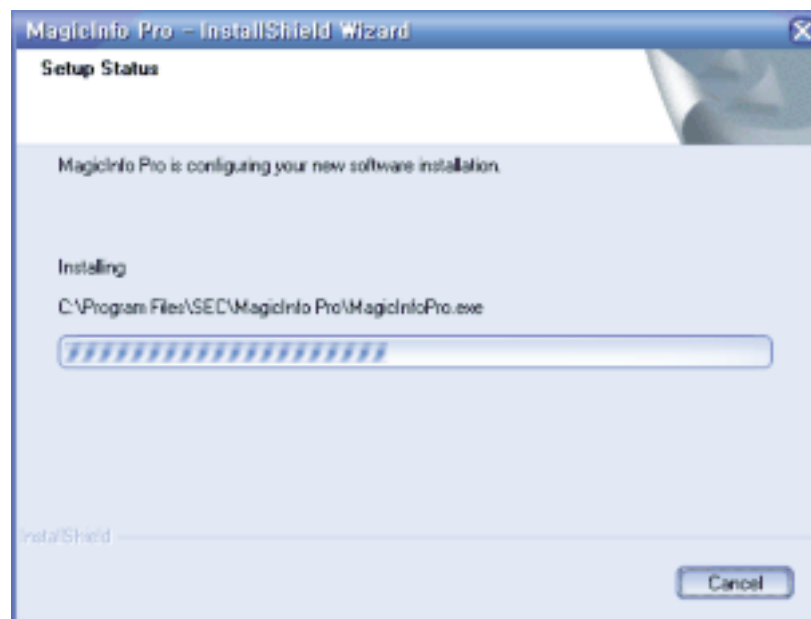 MagicInfo Pro - InstallShield Wizard
Setup Status
MagicInfo Pro is configuring your new software installation.
Installing
C:\Program Files\SEC\MagicInfo Pro\MagicInfoPro.exe
InstallShield
Cancel